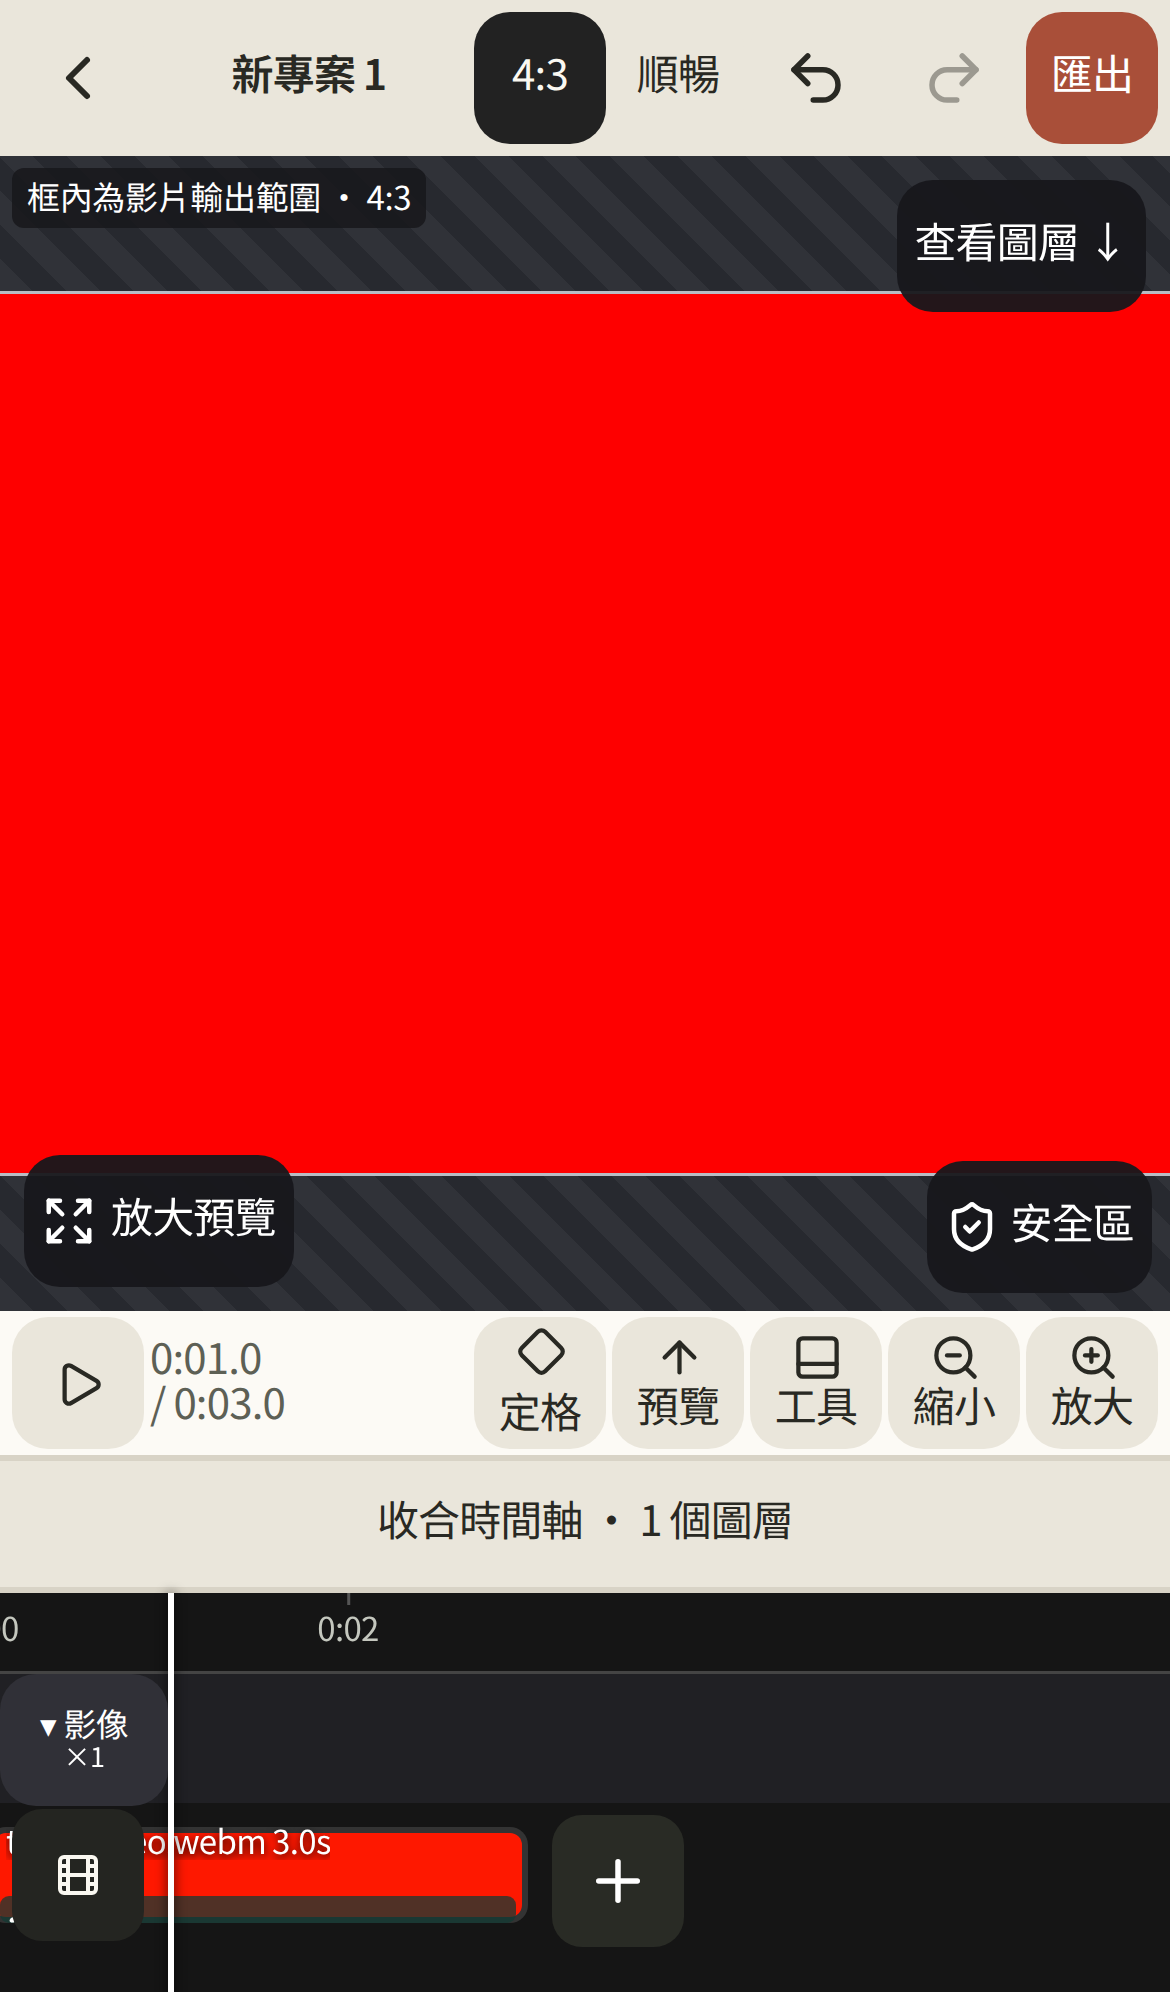 新專案 1
4:3
順暢
匯出
框內為影片輸出範圍 · 4:3
查看圖層 ↓
放大預覽
安全區
0:01.0
/ 0:03.0
定格
預覽
工具
縮小
放大
收合時間軸 · 1 個圖層
0
0:02
▾ 影像
×1
webm 3.0s